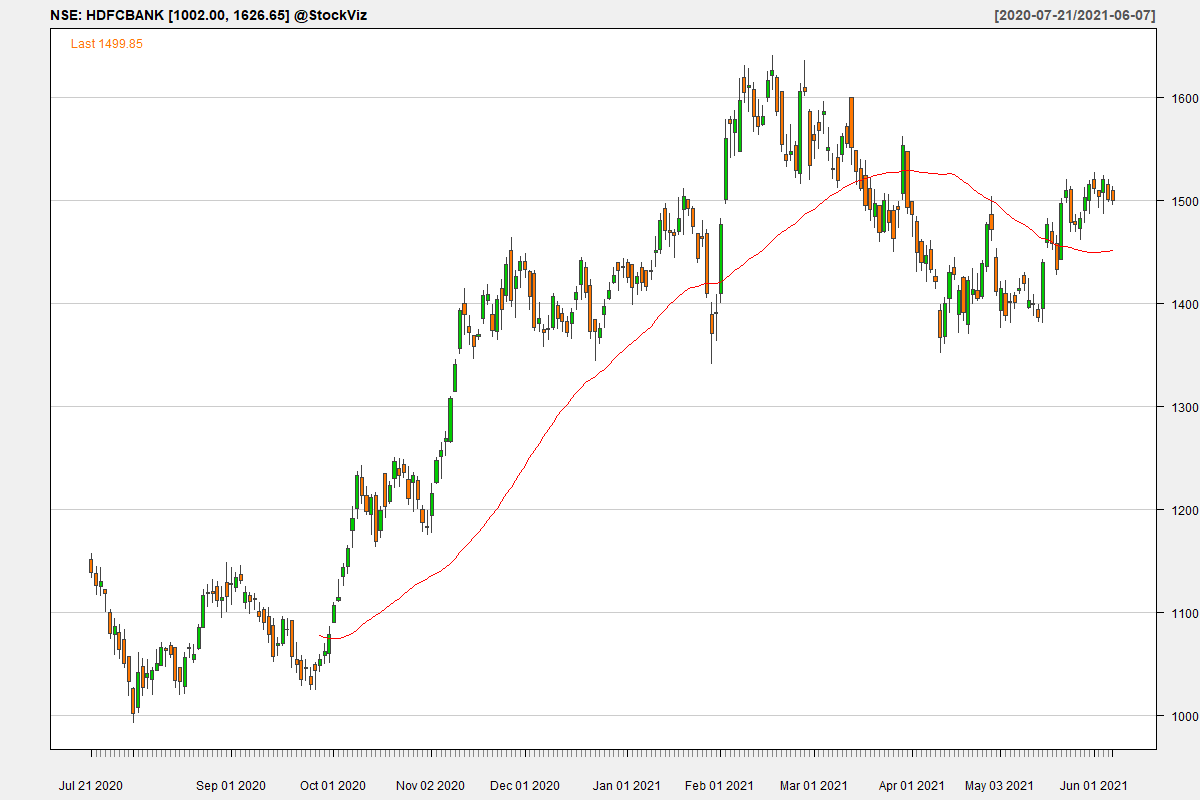 NSE: HDFCBANK [1002.00, 1626.65] @StockViz
[2020-07-21/2021-06-07]
Last 1499.85
1600
1500
1400
1300
1200
1100
1000
Jul 21 2020 Sep 01 2020 Oct 01 2020 Nov 02 2020 Dec 01 2020 Jan 01 2021 Feb 01 2021 Mar 01 2021 Apr 01 2021 May 03 2021 Jun 01 2021